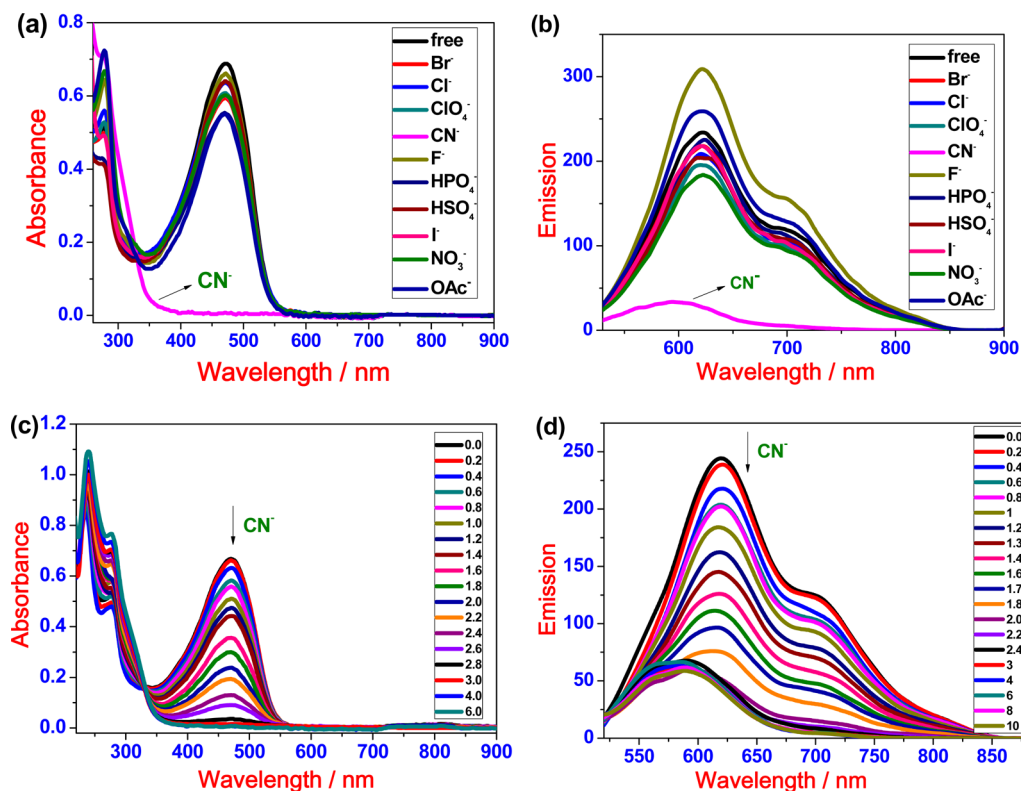 (a)
0.8
0.6
0.4
0.2
0.0
Absorbance
300 400 500 600 700 800 900
Wavelength / nm
CN⁻
free
Br⁻
Cl⁻
ClO₄⁻
CN⁻
F⁻
HPO₄⁻
HSO₄⁻
I⁻
NO₃⁻
OAc⁻
(b)
300
200
100
0
Emission
600 700 800 900
Wavelength / nm
CN⁻
free
Br⁻
Cl⁻
ClO₄⁻
CN⁻
F⁻
HPO₄⁻
HSO₄⁻
I⁻
NO₃⁻
OAc⁻
(c)
1.2
1.0
0.8
0.6
0.4
0.2
0.0
Absorbance
300 400 500 600 700 800 900
Wavelength / nm
CN⁻
0.0
0.2
0.4
0.6
0.8
1.0
1.2
1.4
1.6
1.8
2.0
2.2
2.4
2.6
2.8
3.0
4.0
6.0
(d)
250
200
150
100
50
0
Emission
550 600 650 700 750 800 850
Wavelength / nm
CN⁻
0.0
0.2
0.4
0.6
0.8
1
1.2
1.3
1.4
1.6
1.7
1.8
2.0
2.2
2.4
3
4
6
8
10